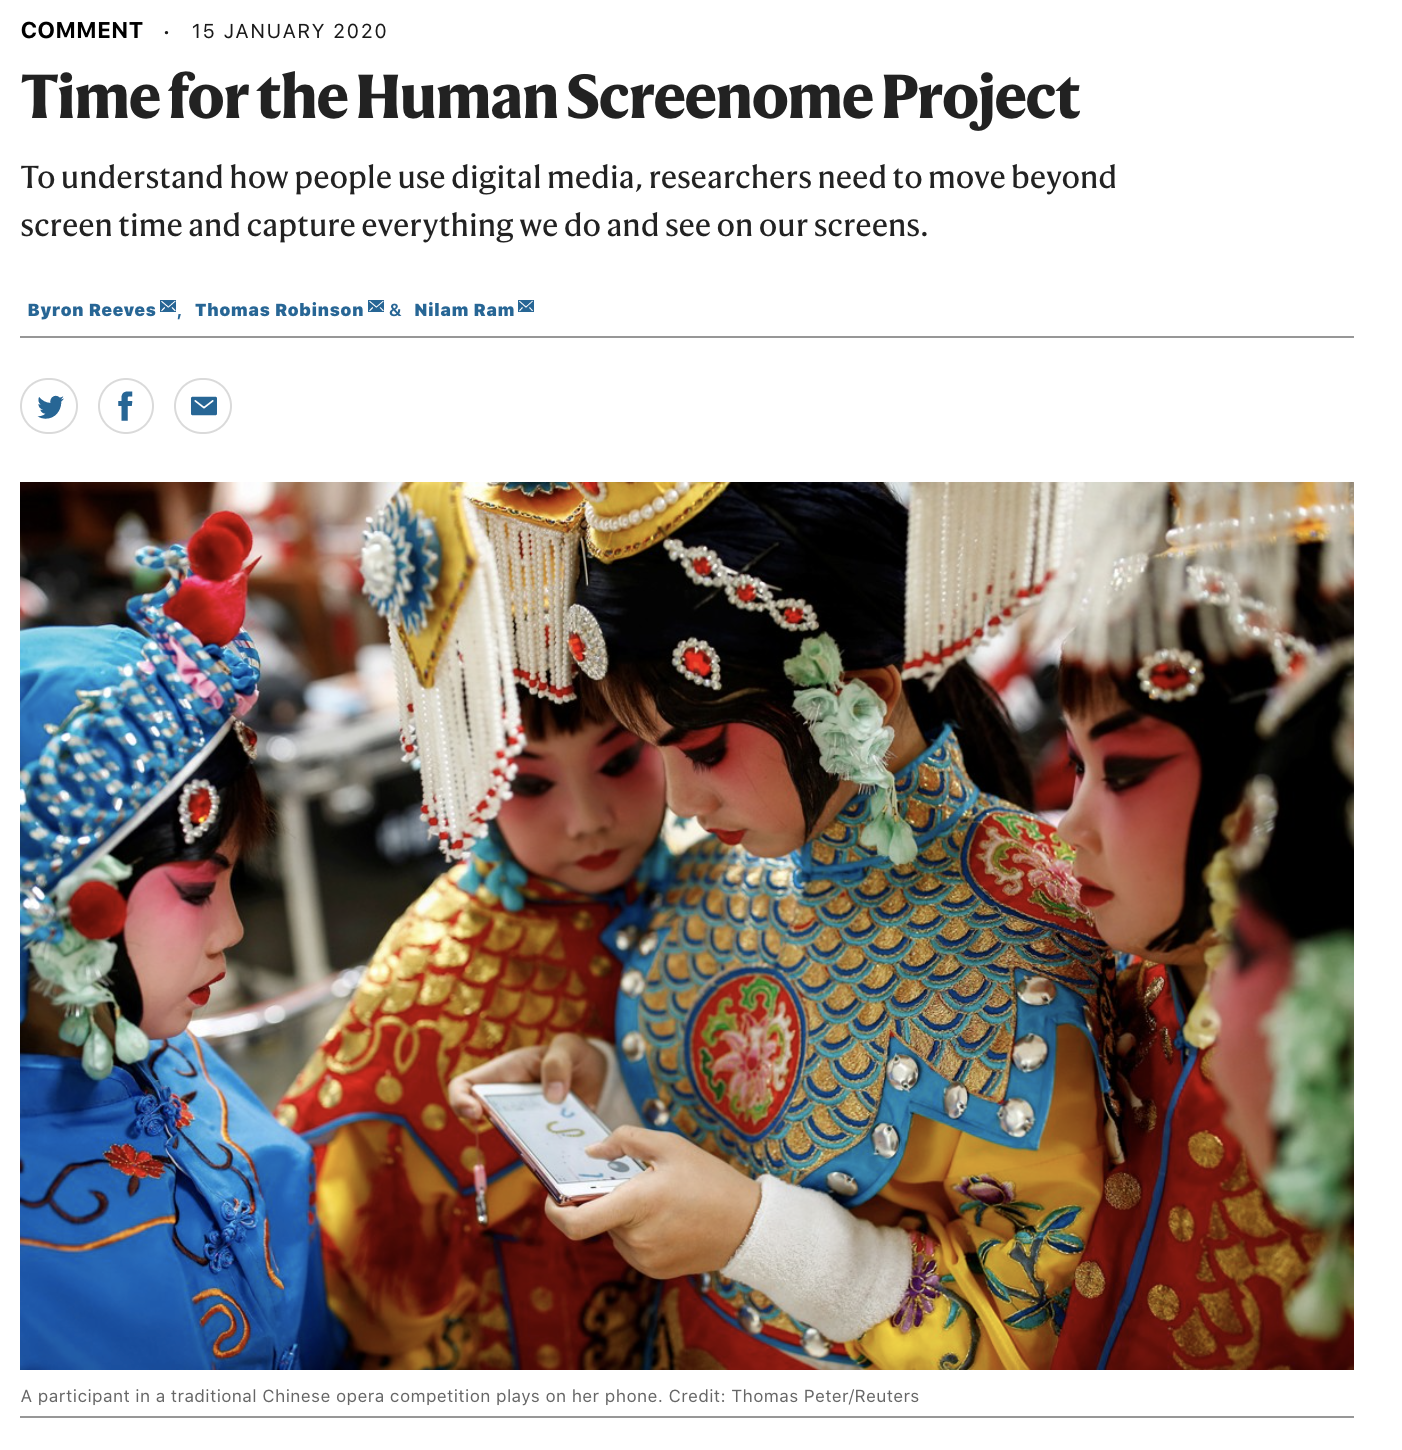 COMMENT · 15 JANUARY 2020
Time for the Human Screenome Project
To understand how people use digital media, researchers need to move beyond
screen time and capture everything we do and see on our screens.
Byron Reeves, Thomas Robinson & Nilam Ram
A participant in a traditional Chinese opera competition plays on her phone. Credit: Thomas Peter/Reuters